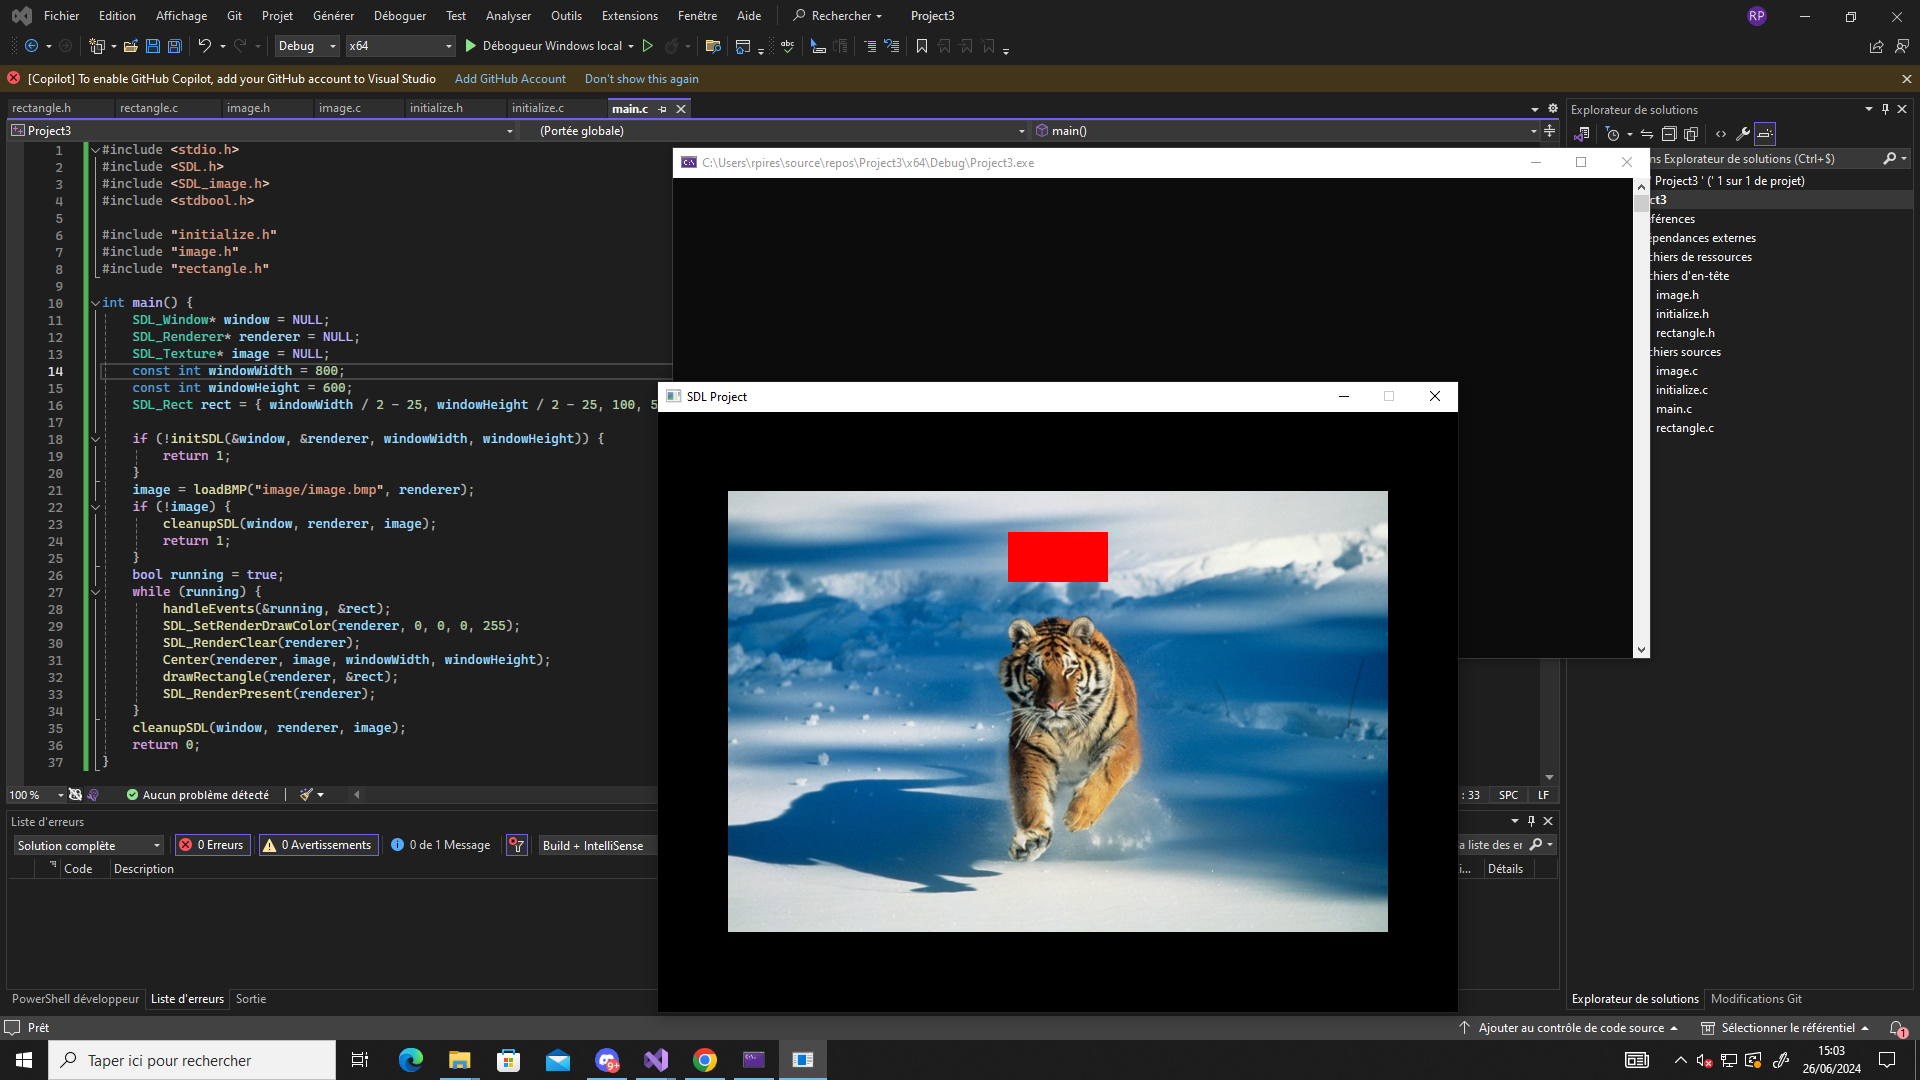 Fichier Edition Affichage Git Projet Générer Déboguer Test Analyser Outils Extensions Fenêtre Aide Rechercher Project3 RP
Debug x64 Débogueur Windows local
[Copilot] To enable GitHub Copilot, add your GitHub account to Visual Studio Add GitHub Account Don't show this again
rectangle.h rectangle.c image.h image.c initialize.h initialize.c main.c
Project3 (Portée globale) main()
1 #include <stdio.h>
2 #include <SDL.h>
3 #include <SDL_image.h>
4 #include <stdbool.h>
5
6 #include "initialize.h"
7 #include "image.h"
8 #include "rectangle.h"
9
10 int main() {
11 SDL_Window* window = NULL;
12 SDL_Renderer* renderer = NULL;
13 SDL_Texture* image = NULL;
14 const int windowWidth = 800;
15 const int windowHeight = 600;
16 SDL_Rect rect = { windowWidth / 2 - 25, windowHeight / 2 - 25, 100, 5
17
18 if (!initSDL(&window, &renderer, windowWidth, windowHeight)) {
19 return 1;
20 }
21 image = loadBMP("image/image.bmp", renderer);
22 if (!image) {
23 cleanupSDL(window, renderer, image);
24 return 1;
25 }
26 bool running = true;
27 while (running) {
28 handleEvents(&running, &rect);
29 SDL_SetRenderDrawColor(renderer, 0, 0, 0, 255);
30 SDL_RenderClear(renderer);
31 Center(renderer, image, windowWidth, windowHeight);
32 drawRectangle(renderer, &rect);
33 SDL_RenderPresent(renderer);
34 }
35 cleanupSDL(window, renderer, image);
36 return 0;
37 }
C:\Users\rpires\source\repos\Project3\x64\Debug\Project3.exe
SDL Project
Explorateur de solutions
ns Explorateur de solutions (Ctrl+$)
' Project3 ' (' 1 sur 1 de projet)
ct3
éférences
épendances externes
chiers de ressources
chiers d'en-tête
image.h
initialize.h
rectangle.h
chiers sources
image.c
initialize.c
main.c
rectangle.c
100 % Aucun problème détecté : 33 SPC LF
Liste d'erreurs
Solution complète 0 Erreurs 0 Avertissements 0 de 1 Message Build + IntelliSense a liste des er
Code Description i... Détails
PowerShell développeur Liste d'erreurs Sortie
Explorateur de solutions Modifications Git
Prêt Ajouter au contrôle de code source Sélectionner le référentiel 1
Taper ici pour rechercher 9+ 15:03
26/06/2024